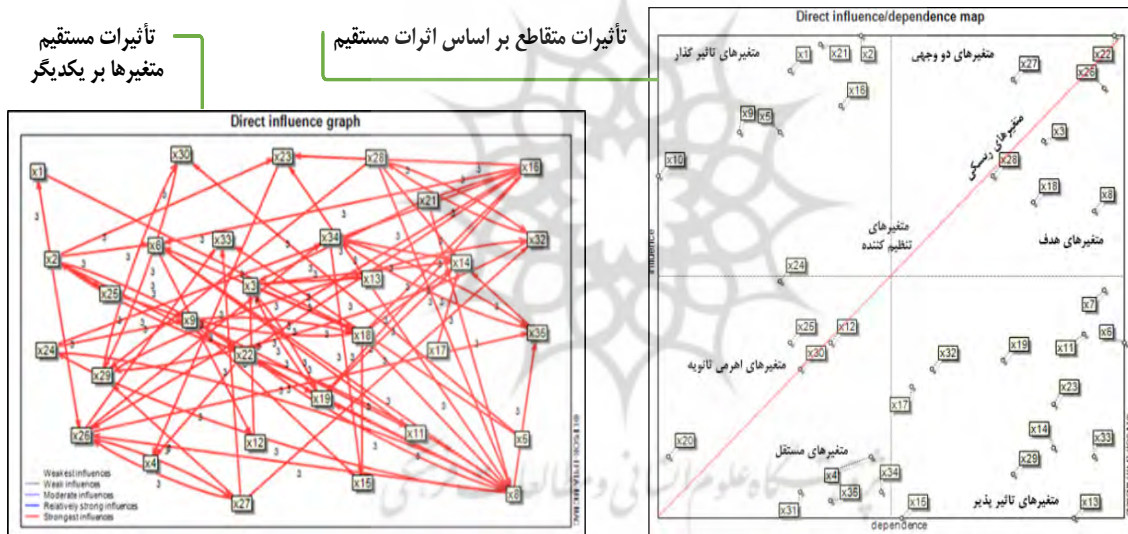 تأثیرات مستقیم
متغیرها بر یکدیگر
تأثیرات متقاطع بر اساس اثرات مستقیم
Direct influence graph
x1
x30
x23
x28
x16
x21
x2
x6
x33
x34
x32
x14
x25
x3
x13
x9
x36
x24
x22
x18
x17
x29
x19
x26
x12
x11
x6
x4
x15
x27
x8
Weakest influences
Weak influences
Moderate influences
Relatively strong influences
Strongest influences
Direct influence/dependence map
متغیرهای تاثیر گذار
x1
x21
x2
متغیرهای دو وجهی
x22
x27
x26
x16
x9
x5
متغیرهای ریسکی
x3
x10
x28
x18
x8
متغیرهای
تنظیم کننده
متغیرهای هدف
influence
x24
x7
x25
x12
x6
x30
x32
x19
x11
متغیرهای اهرمی ثانویه
x17
x23
x20
x14
x33
متغیرهای مستقل
x4
x34
x29
x36
x31
x15
متغیرهای تاثیر پذیر
x13
dependence